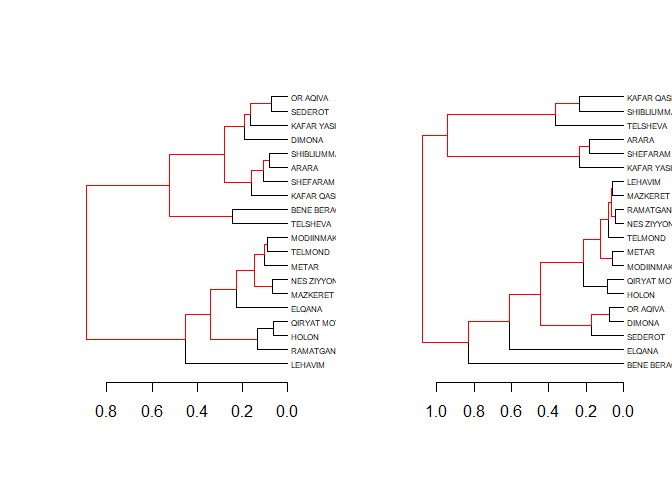 OR AQIVA
SEDEROT
KAFAR YASI
DIMONA
SHIBLIUMMA
ARARA
SHEFARAM
KAFAR QASI
BENE BERA
TELSHEVA
MODIINMAK
TELMOND
METAR
NES ZIYYON
MAZKERET
ELQANA
QIRYAT MO
HOLON
RAMATGAN
LEHAVIM
0.8 0.6 0.4 0.2 0.0
KAFAR QAS
SHIBLIUMM
TELSHEVA
ARARA
SHEFARAM
KAFAR YAS
LEHAVIM
MAZKERET
RAMATGAN
NES ZIYYON
TELMOND
METAR
MODIINMAK
QIRYAT MO
HOLON
OR AQIVA
DIMONA
SEDEROT
ELQANA
BENE BERA
1.0 0.8 0.6 0.4 0.2 0.0